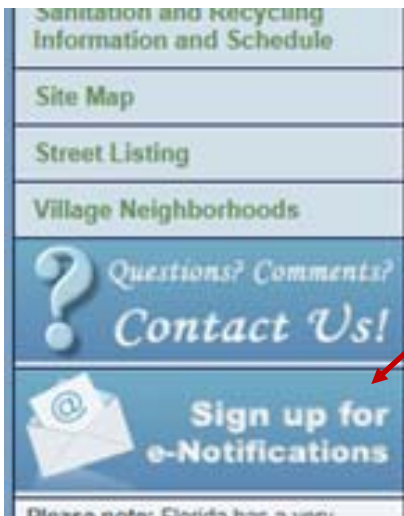 Sanitation and Recycling
Information and Schedule
Site Map
Street Listing
Village Neighborhoods
?
Questions? Comments?
Contact Us!
@
Sign up for
e-Notifications
Please note: Florida has a very